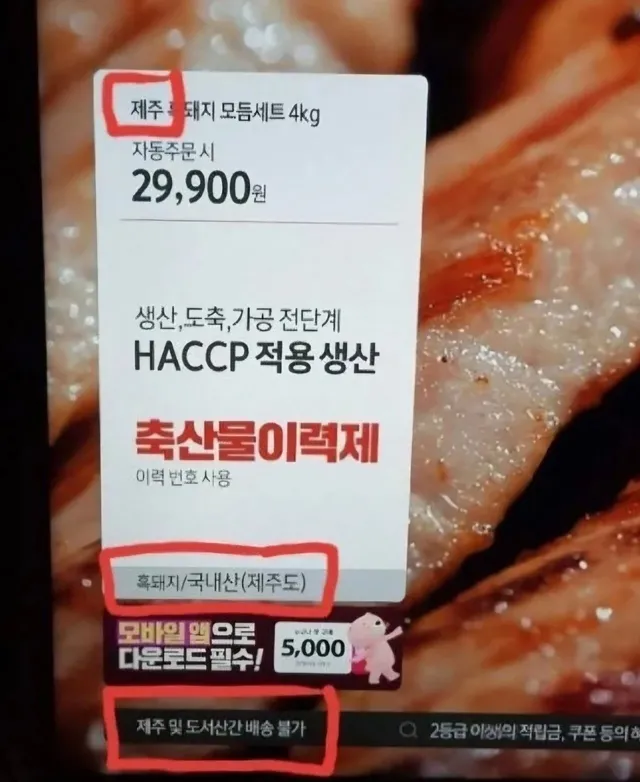 제주 흑돼지 모듬세트 4kg
자동주문 시
29,900원
생산,도축,가공 전단계
HACCP 적용 생산
축산물이력제
이력 번호 사용
흑돼지/국내산(제주도)
모바일 앱으로
다운로드 필수!
5,000
제주 및 도서산간 배송 불가
2등급 이상의 적립금, 쿠폰 등의 혜